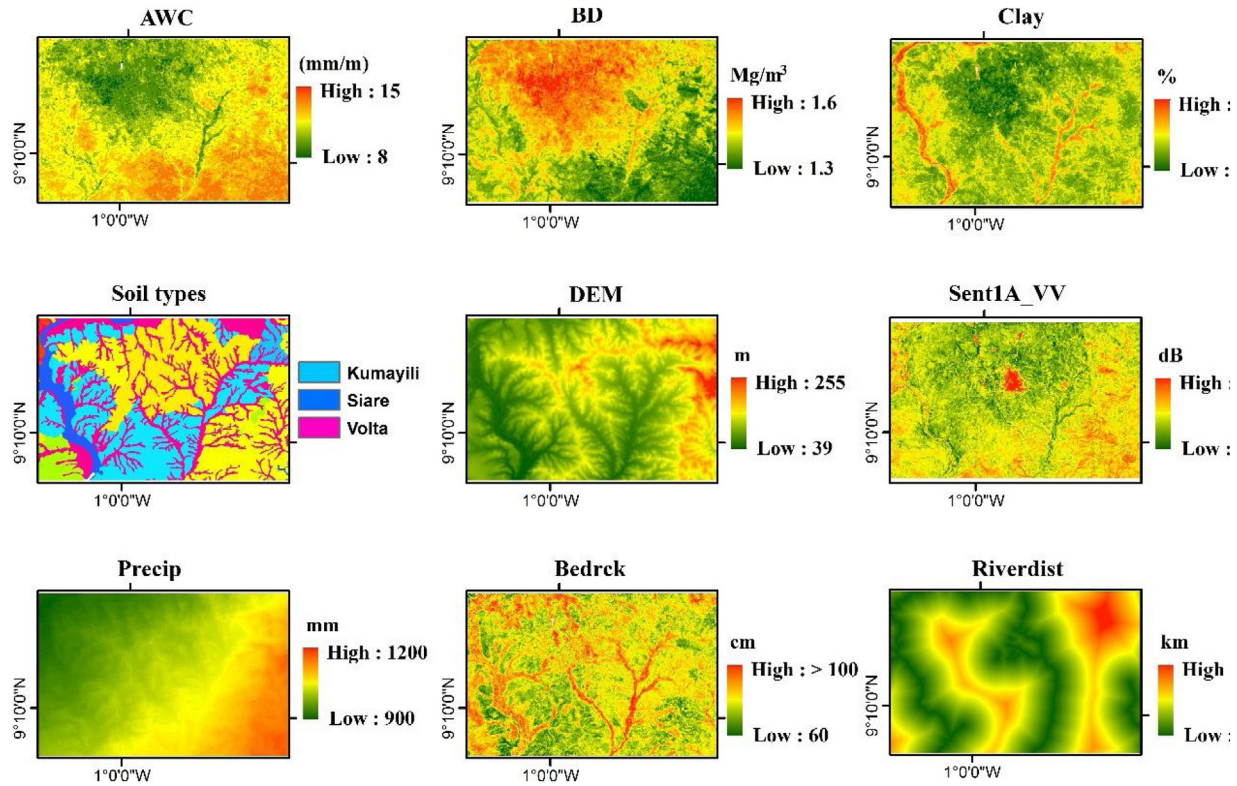 AWC
(mm/m)
High : 15
Low : 8
9°10'0"N
1°0'0"W
BD
Mg/m³
High : 1.6
Low : 1.3
9°10'0"N
1°0'0"W
Clay
%
High :
Low :
9°10'0"N
1°0'0"W
Soil types
Kumayili
Siare
Volta
9°10'0"N
1°0'0"W
DEM
m
High : 255
Low : 39
9°10'0"N
1°0'0"W
Sent1A_VV
dB
High :
Low :
9°10'0"N
1°0'0"W
Precip
mm
High : 1200
Low : 900
9°10'0"N
1°0'0"W
Bedrck
cm
High : > 100
Low : 60
9°10'0"N
1°0'0"W
Riverdist
km
High
Low :
9°10'0"N
1°0'0"W